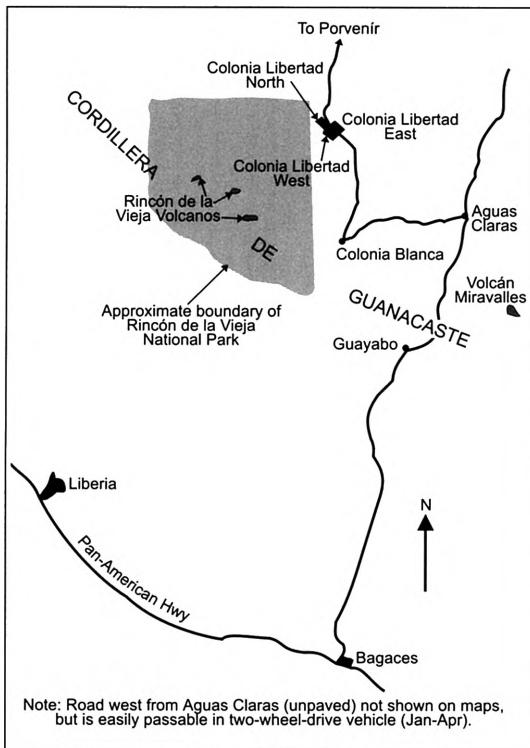 To Porvenír
Colonia Libertad
North
Colonia Libertad
East
Colonia Libertad
West
CORDILLERA
Rincón de la
Vieja Volcanos
DE
Aguas
Claras
Colonia Blanca
Volcán
Miravalles
GUANACASTE
Approximate boundary of
Rincón de la Vieja
National Park
Guayabo
Liberia
N
Pan-American Hwy
Bagaces
Note: Road west from Aguas Claras (unpaved) not shown on maps,
but is easily passable in two-wheel-drive vehicle (Jan-Apr).